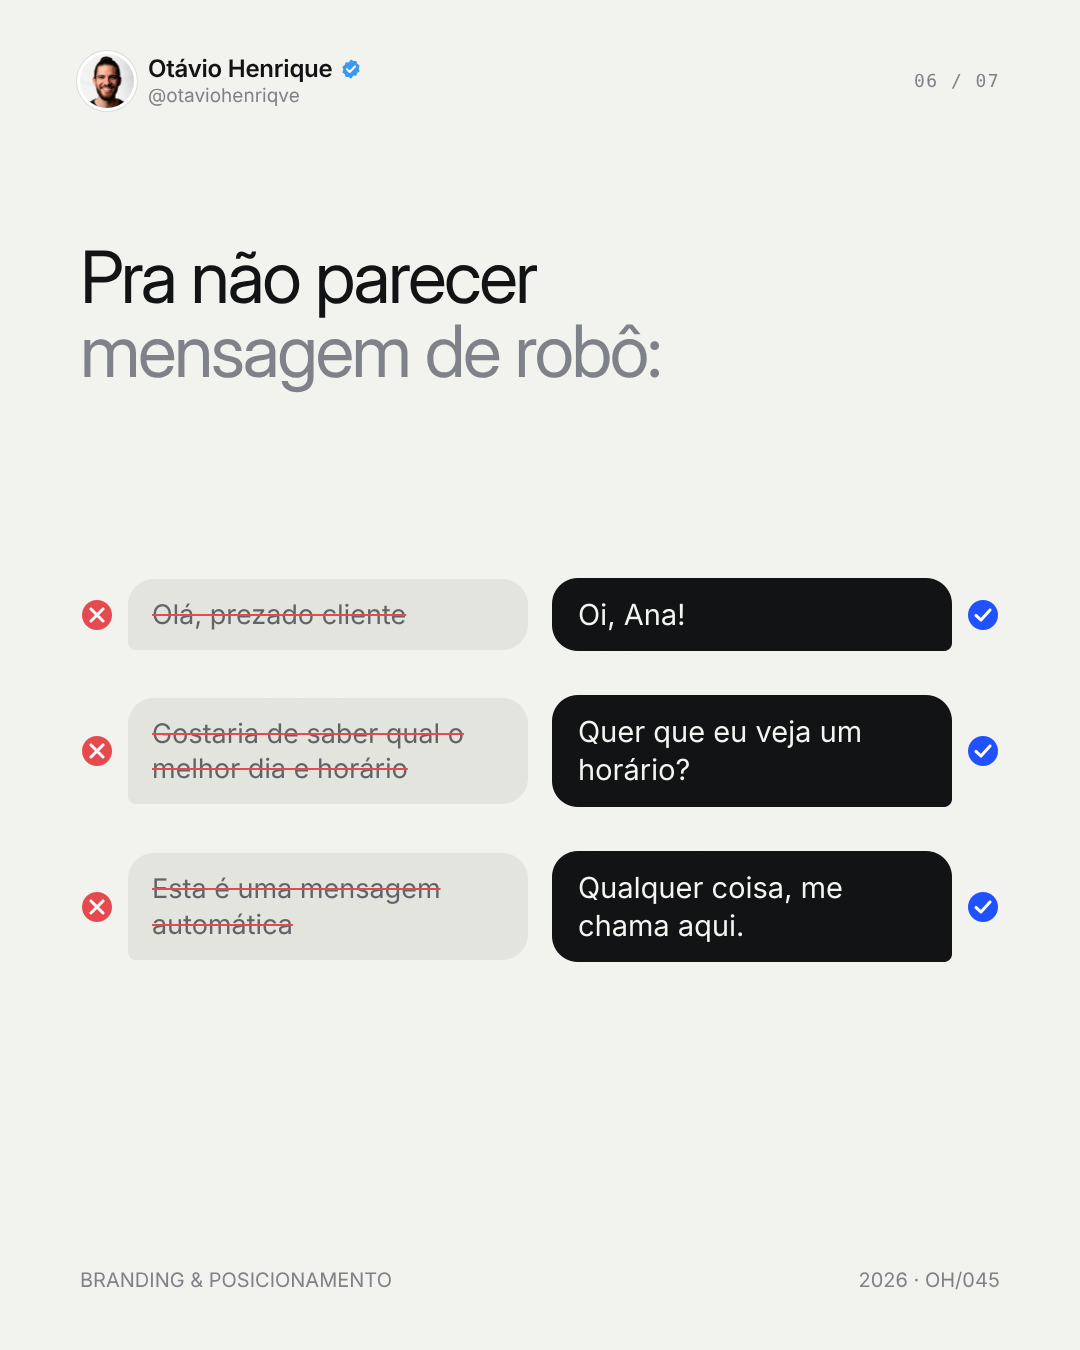 Otávio Henrique
@otaviohenriqve
06 / 07
Pra não parecer
mensagem de robô:
Olá, prezado cliente
Oi, Ana!
Gostaria de saber qual o
melhor dia e horário
Quer que eu veja um
horário?
Esta é uma mensagem
automática
Qualquer coisa, me
chama aqui.
BRANDING & POSICIONAMENTO
2026 · OH/045